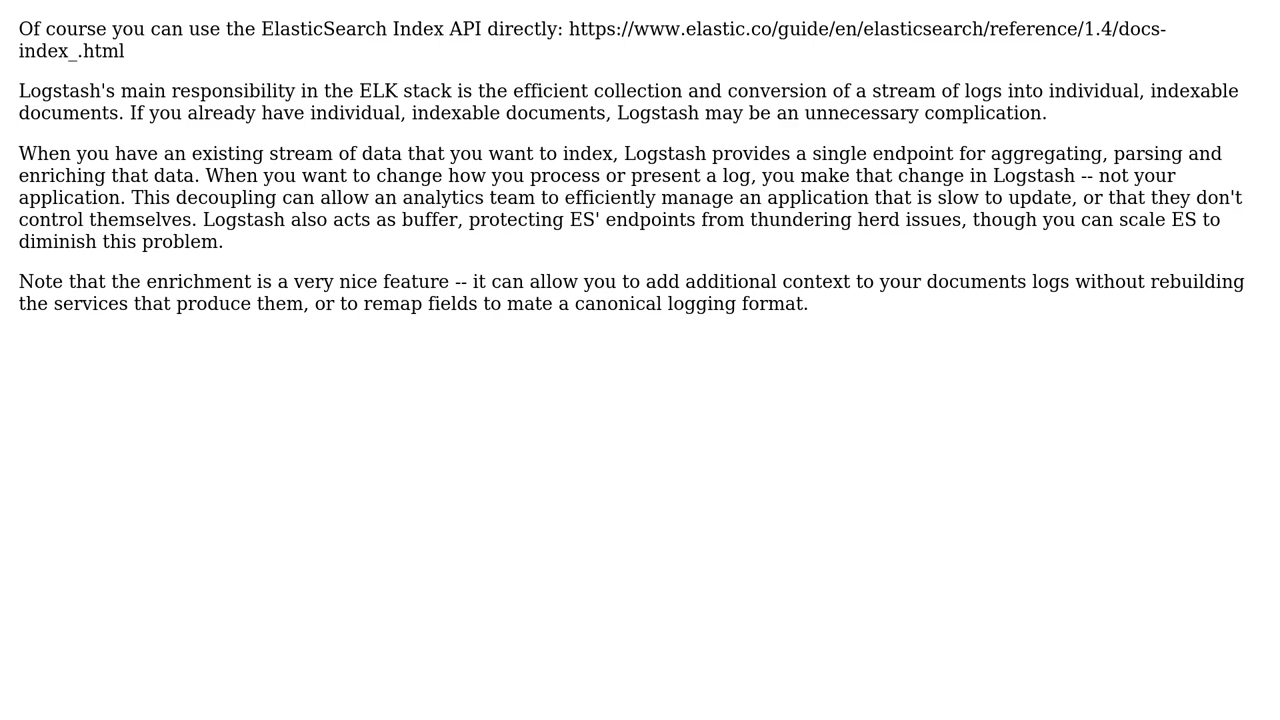 Of course you can use the ElasticSearch Index API directly: https://www.elastic.co/guide/en/elasticsearch/reference/1.4/docs-
index_.html
Logstash's main responsibility in the ELK stack is the efficient collection and conversion of a stream of logs into individual, indexable
documents. If you already have individual, indexable documents, Logstash may be an unnecessary complication.
When you have an existing stream of data that you want to index, Logstash provides a single endpoint for aggregating, parsing and
enriching that data. When you want to change how you process or present a log, you make that change in Logstash -- not your
application. This decoupling can allow an analytics team to efficiently manage an application that is slow to update, or that they don't
control themselves. Logstash also acts as buffer, protecting ES' endpoints from thundering herd issues, though you can scale ES to
diminish this problem.
Note that the enrichment is a very nice feature -- it can allow you to add additional context to your documents logs without rebuilding
the services that produce them, or to remap fields to mate a canonical logging format.